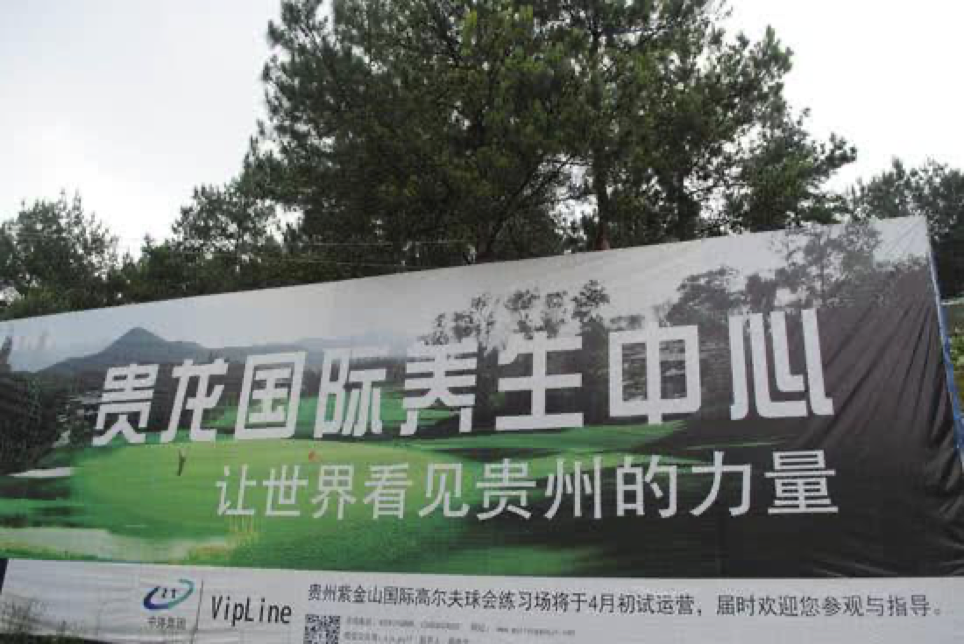 贵龙国际养生中心
让世界看见贵州的力量
VipLine
贵州紫金山国际高尔夫球会练习场将于4月初试运营，届时欢迎您参观与指导。